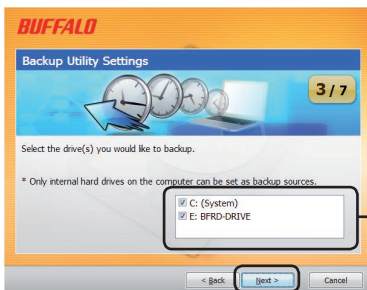 BUFFALO
Backup Utility Settings
3 / 7
Select the drive(s) you would like to backup.
* Only internal hard drives on the computer can be set as backup sources.
C: (System)
E: BFRD-DRIVE
< Back
Next >
Cancel